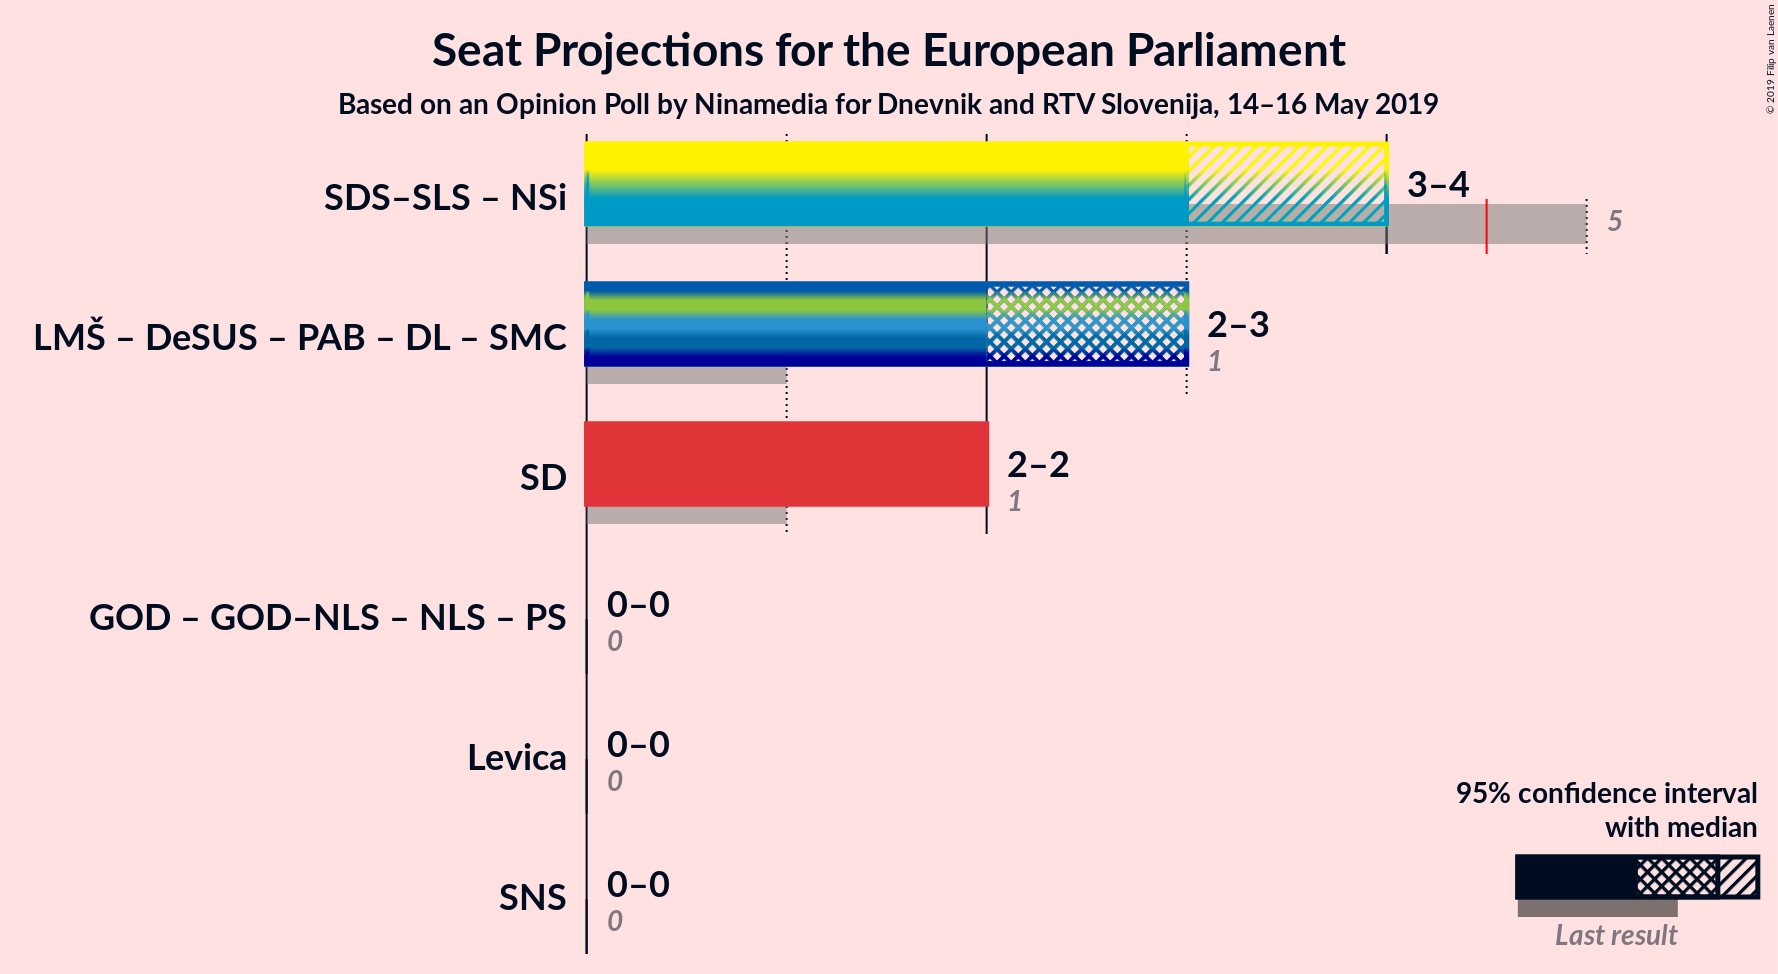 Seat Projections for the European Parliament
Based on an Opinion Poll by Ninamedia for Dnevnik and RTV Slovenija, 14–16 May 2019
© 2019 Filip van Laenen
SDS–SLS – NSi
3–4
5
LMŠ – DeSUS – PAB – DL – SMC
2–3
1
SD
2–2
1
GOD – GOD–NLS – NLS – PS
0–0
0
Levica
0–0
0
SNS
0–0
0
95% confidence interval
with median
Last result